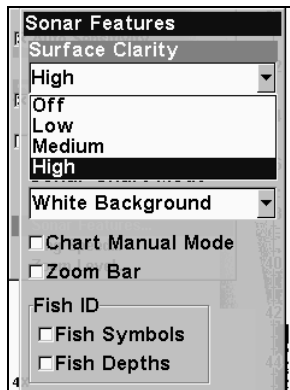 Sonar Features
Surface Clarity
High
Off
Low
Medium
High
White Background
Chart Manual Mode
Zoom Bar
Fish ID
Fish Symbols
Fish Depths